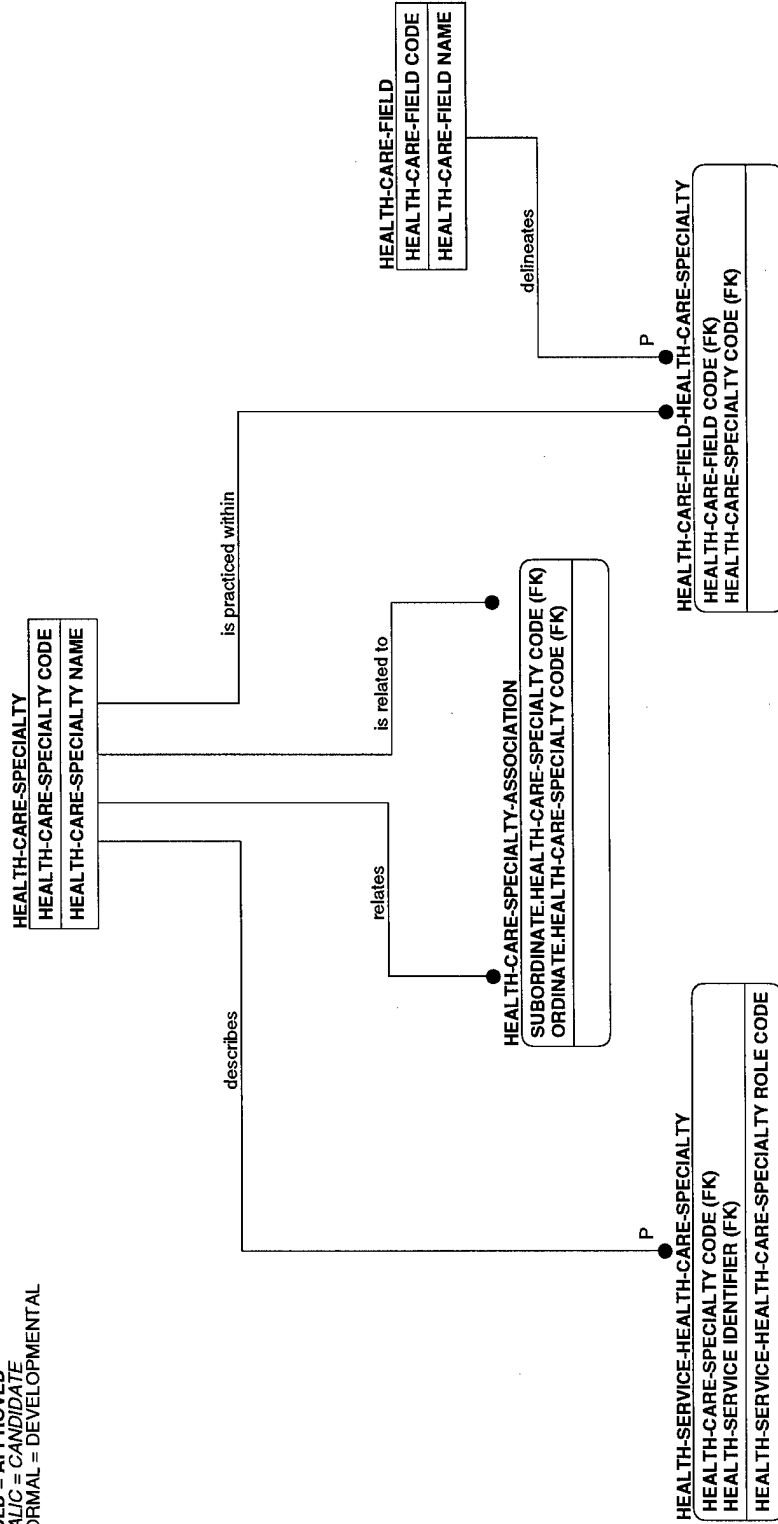 HEALTH-CARE-SPECIALTY
HEALTH-CARE-SPECIALTY CODE
HEALTH-CARE-SPECIALTY NAME
HEALTH-CARE-FIELD
HEALTH-CARE-FIELD CODE
HEALTH-CARE-FIELD NAME
describes
relates
is related to
is practiced within
delineates
HEALTH-CARE-SPECIALTY-ASSOCIATION
SUBORDINATE.HEALTH-CARE-SPECIALTY CODE (FK)
ORDINATE.HEALTH-CARE-SPECIALTY CODE (FK)
P
HEALTH-SERVICE-HEALTH-CARE-SPECIALTY
HEALTH-CARE-SPECIALTY CODE (FK)
HEALTH-SERVICE IDENTIFIER (FK)
HEALTH-SERVICE-HEALTH-CARE-SPECIALTY ROLE CODE
P
HEALTH-CARE-FIELD-HEALTH-CARE-SPECIALTY
HEALTH-CARE-FIELD CODE (FK)
HEALTH-CARE-SPECIALTY CODE (FK)
= APPROVED
= CANDIDATE
= DEVELOPMENTAL